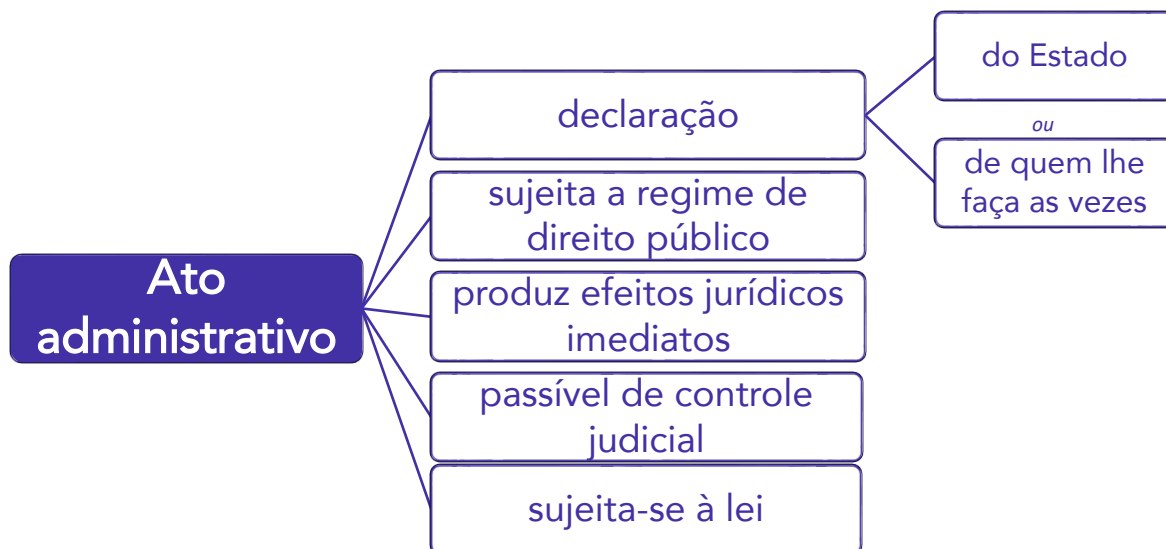 Ato
administrativo
declaração
do Estado
ou
de quem lhe
faça as vezes
sujeita a regime de
direito público
produz efeitos jurídicos
imediatos
passível de controle
judicial
sujeita-se à lei